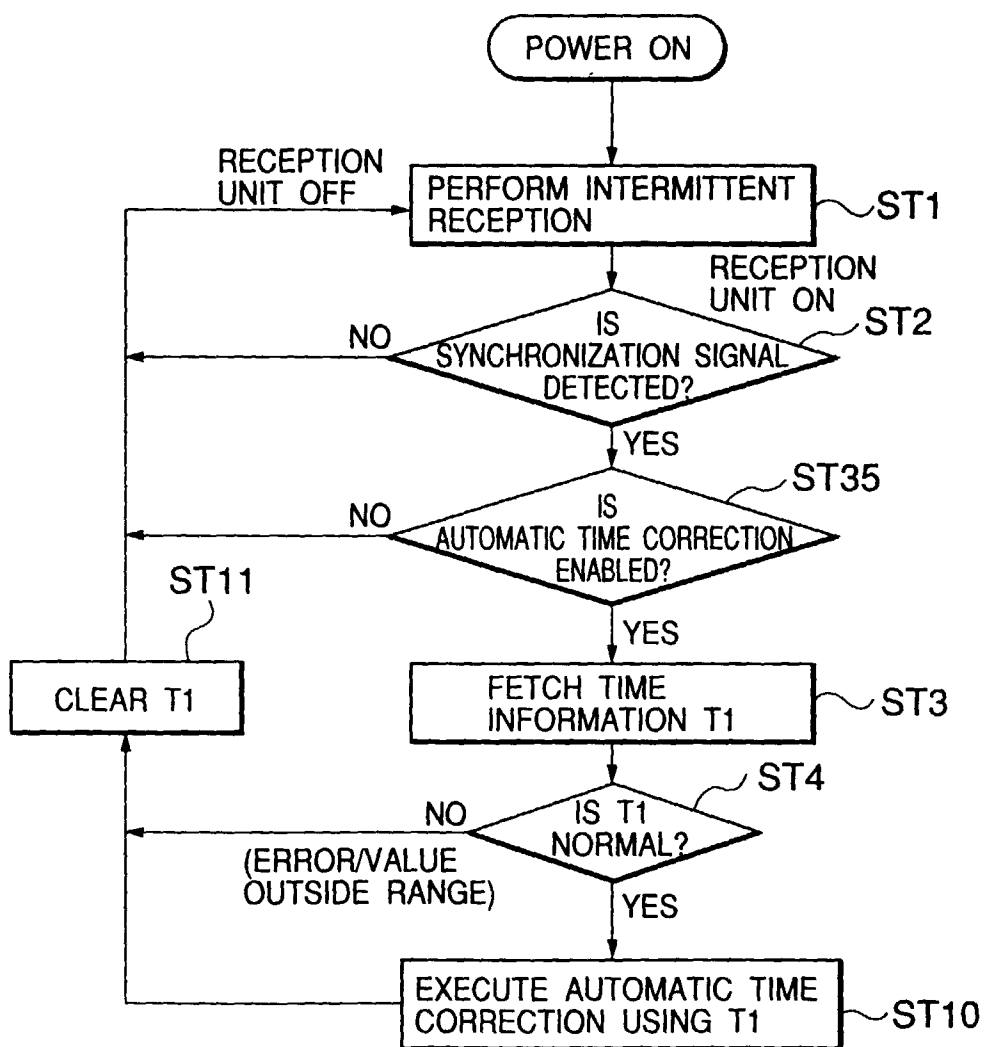 POWER ON
RECEPTION
UNIT OFF
PERFORM INTERMITTENT
RECEPTION
ST1
RECEPTION
UNIT ON
NO
IS
SYNCHRONIZATION SIGNAL
DETECTED?
ST2
YES
NO
IS
AUTOMATIC TIME CORRECTION
ENABLED?
ST35
ST11
YES
CLEAR T1
FETCH TIME
INFORMATION T1
ST3
NO
IS T1
NORMAL?
ST4
(ERROR/VALUE
OUTSIDE RANGE)
YES
EXECUTE AUTOMATIC TIME
CORRECTION USING T1
ST10